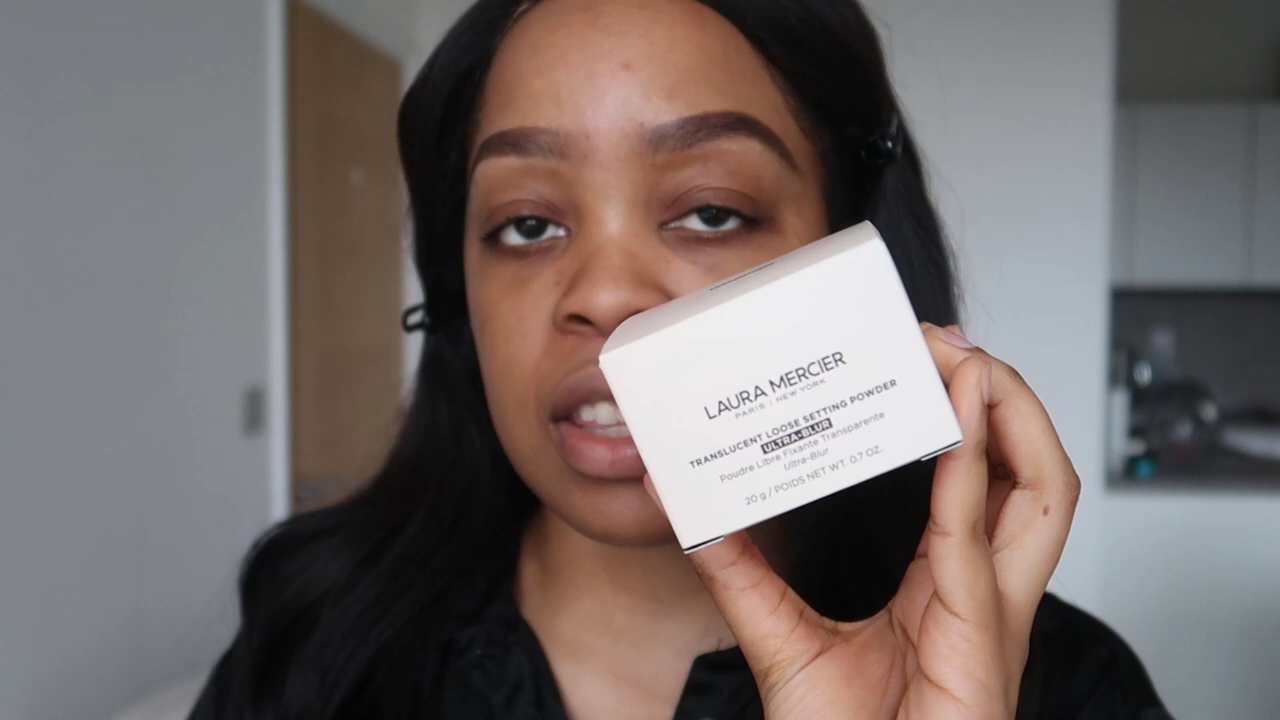 LAURA MERCIER
PARIS | NEW YORK
TRANSLUCENT LOOSE SETTING POWDER
ULTRA-BLUR
Poudre Libre Fixante Transparente
Ultra-Blur
20 g / POIDS NET WT. 0.7 OZ.